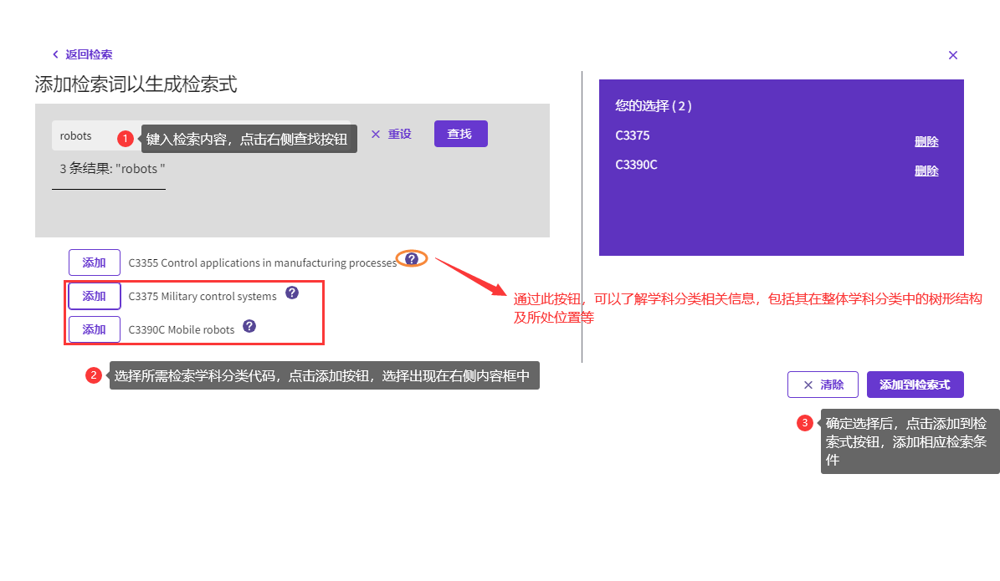 返回检索
添加检索词以生成检索式
robots
1 键入检索内容，点击右侧查找按钮
重设
查找
3 条结果: "robots "
添加 C3355 Control applications in manufacturing processes ?
添加 C3375 Military control systems ?
添加 C3390C Mobile robots ?
2 选择所需检索学科分类代码，点击添加按钮，选择出现在右侧内容框中
您的选择 ( 2 )
C3375 删除
C3390C 删除
通过此按钮，可以了解学科分类相关信息，包括其在整体学科分类中的树形结构
及所处位置等
清除
添加到检索式
3 确定选择后，点击添加到检
索式按钮，添加相应检索条
件